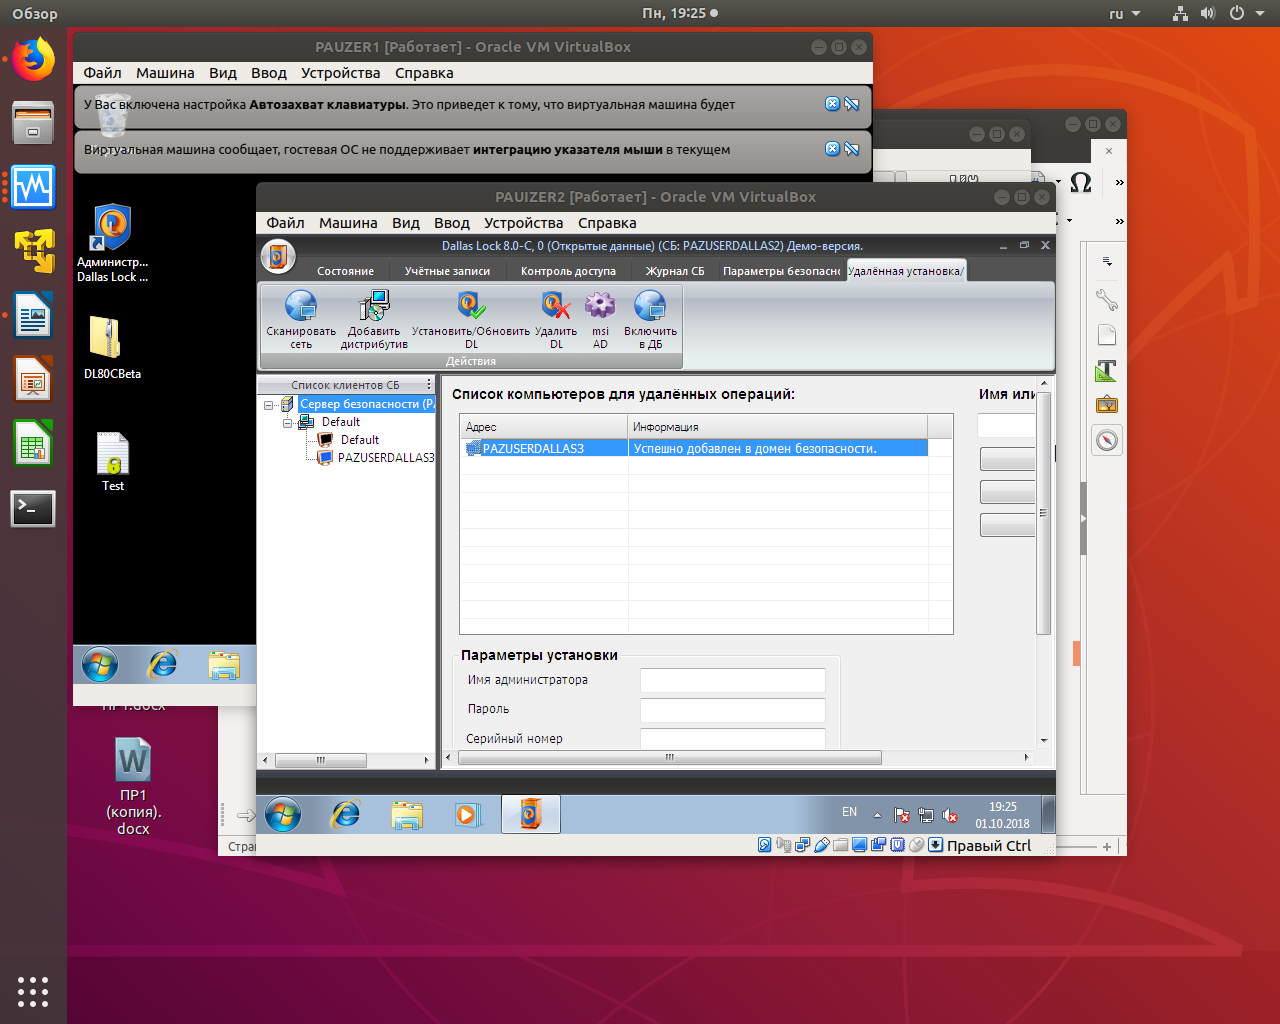 Обзор
Пн, 19:25
ru
PAUZER1 [Работает] - Oracle VM VirtualBox
Файл Машина Вид Ввод Устройства Справка
У Вас включена настройка Автозахват клавиатуры. Это приведет к тому, что виртуальная машина будет
Виртуальная машина сообщает, гостевая ОС не поддерживает интеграцию указателя мыши в текущем
Администр...
Dallas Lock ...
DL80CBeta
Test
PAUIZER2 [Работает] - Oracle VM VirtualBox
Файл Машина Вид Ввод Устройства Справка
Dallas Lock 8.0-C, 0 (Открытые данные) (СБ: PAZUSERDALLAS2) Демо-версия.
Состояние Учётные записи Контроль доступа Журнал СБ Параметры безопасно Удалённая установка/
Сканировать сеть
Добавить дистрибутив
Установить/Обновить DL
Удалить DL
msi AD
Включить в ДБ
Действия
Список клиентов СБ
Сервер безопасности (PA
Default
Default
PAZUSERDALLAS3
Список компьютеров для удалённых операций:
Имя или
Адрес Информация
PAZUSERDALLAS3 Успешно добавлен в домен безопасности.
Параметры установки
Имя администратора
Пароль
Серийный номер
EN
19:25
01.10.2018
Правый Ctrl
ПР1.docx
ПР1
(копия).
docx
Стра